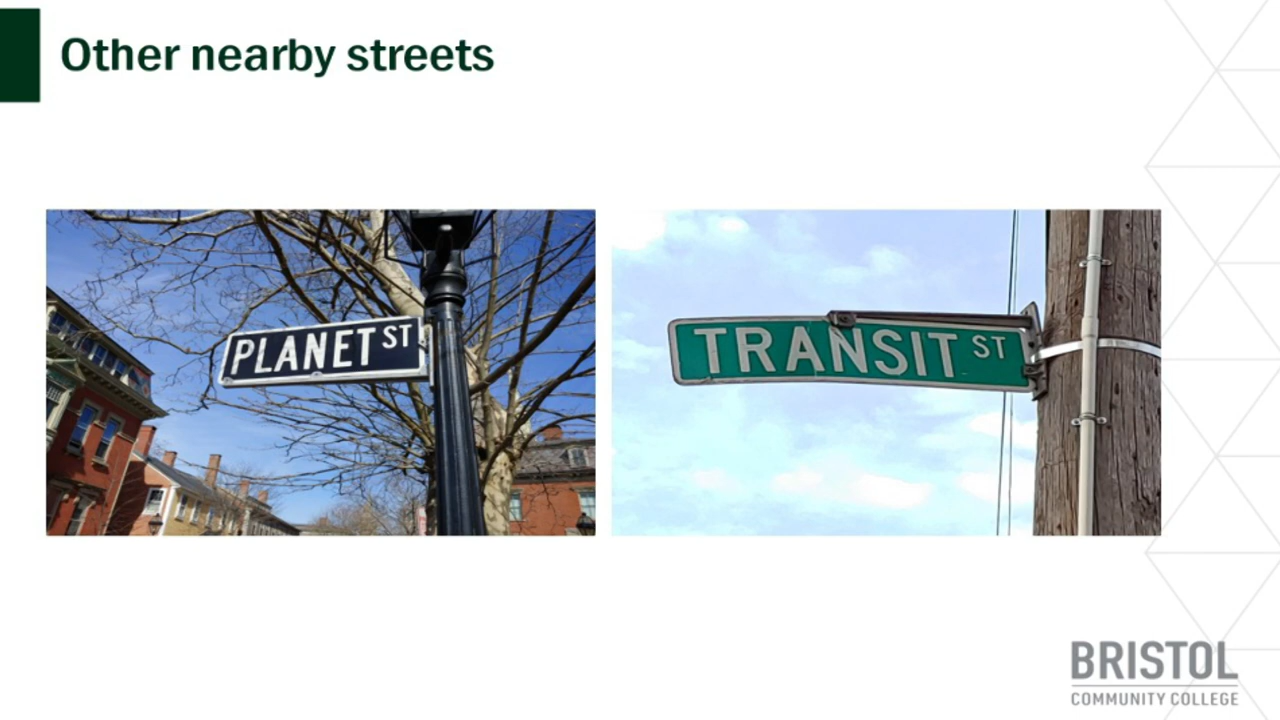 Other nearby streets
PLANET ST
TRANSIT ST
BRISTOL
COMMUNITY COLLEGE